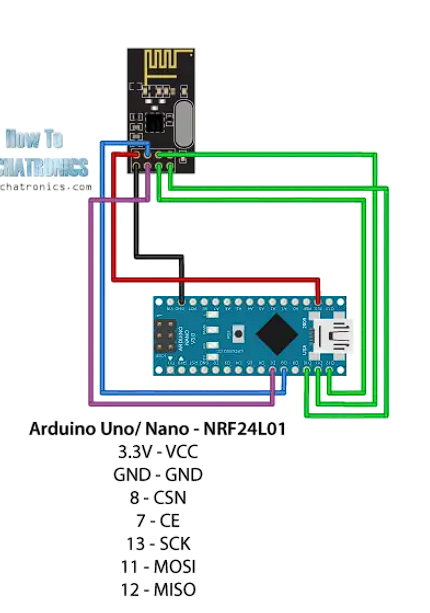 How To
CHATRONICS
chatronics.com
Arduino Uno/ Nano - NRF24L01
3.3V - VCC
GND - GND
8 - CSN
7 - CE
13 - SCK
11 - MOSI
12 - MISO